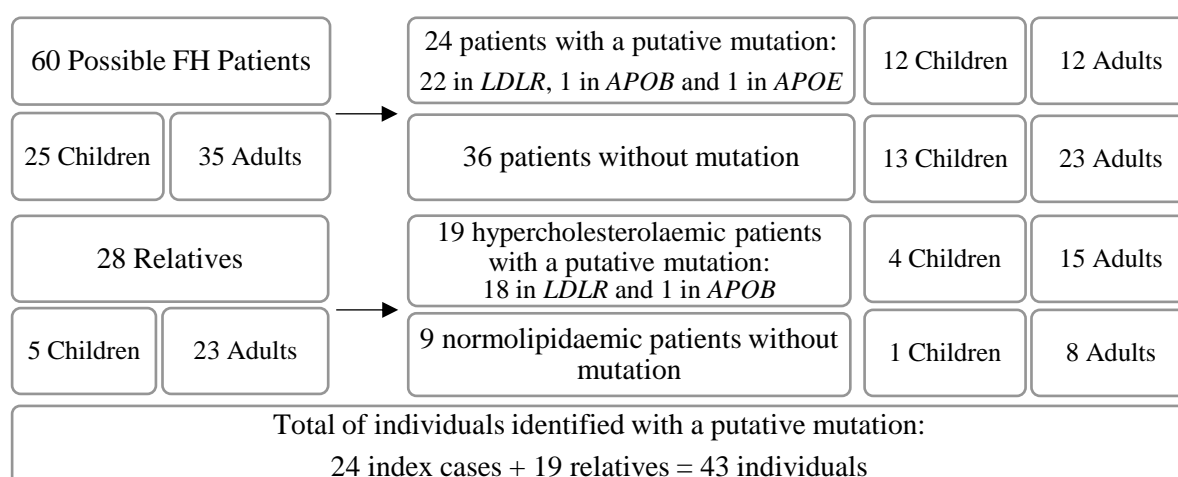 60 Possible FH Patients
25 Children
35 Adults
24 patients with a putative mutation:
22 in LDLR, 1 in APOB and 1 in APOE
12 Children
12 Adults
36 patients without mutation
13 Children
23 Adults
28 Relatives
5 Children
23 Adults
19 hypercholesterolaemic patients
with a putative mutation:
18 in LDLR and 1 in APOB
4 Children
15 Adults
9 normolipidaemic patients without
mutation
1 Children
8 Adults
Total of individuals identified with a putative mutation:
24 index cases + 19 relatives = 43 individuals